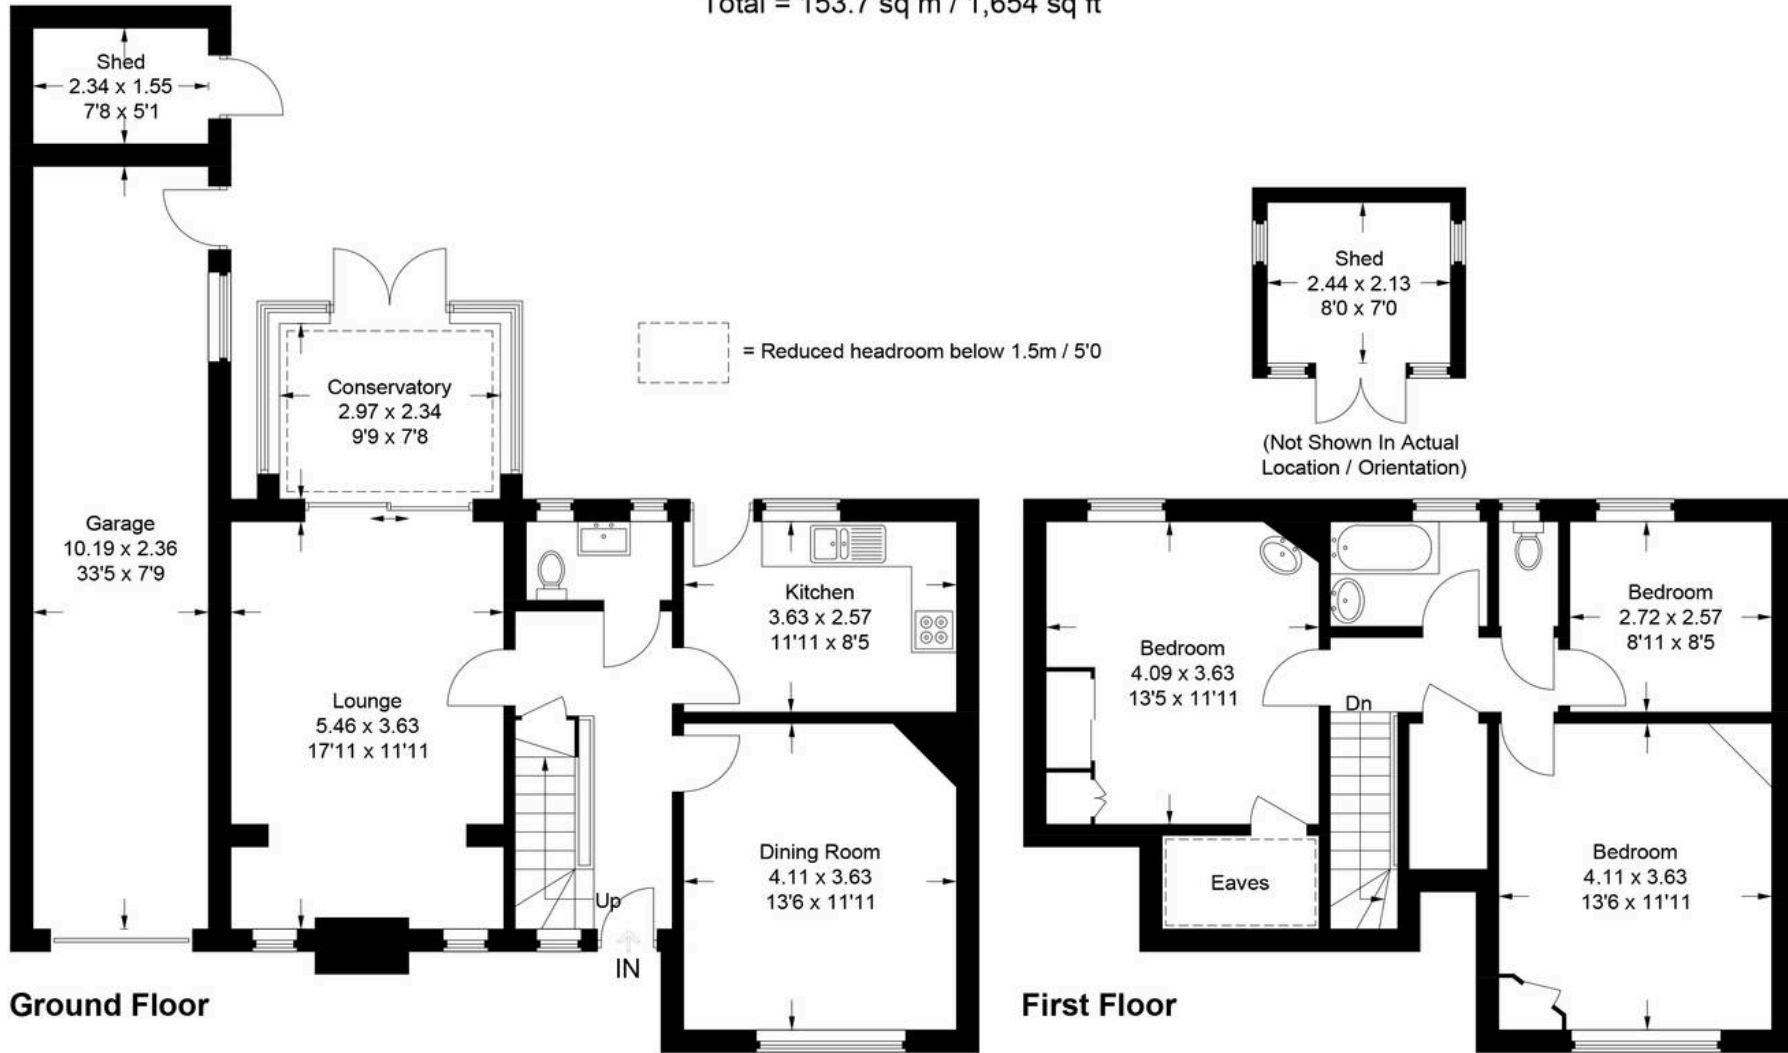 Total = 153.7 sq m / 1,654 sq ft
Shed
2.34 x 1.55
7'8 x 5'1
Garage
10.19 x 2.36
33'5 x 7'9
Conservatory
2.97 x 2.34
9'9 x 7'8
= Reduced headroom below 1.5m / 5'0
Shed
2.44 x 2.13
8'0 x 7'0
(Not Shown In Actual
Location / Orientation)
Lounge
5.46 x 3.63
17'11 x 11'11
Kitchen
3.63 x 2.57
11'11 x 8'5
Dining Room
4.11 x 3.63
13'6 x 11'11
Up
IN
Ground Floor
Bedroom
4.09 x 3.63
13'5 x 11'11
Bedroom
2.72 x 2.57
8'11 x 8'5
Dn
Eaves
Bedroom
4.11 x 3.63
13'6 x 11'11
First Floor